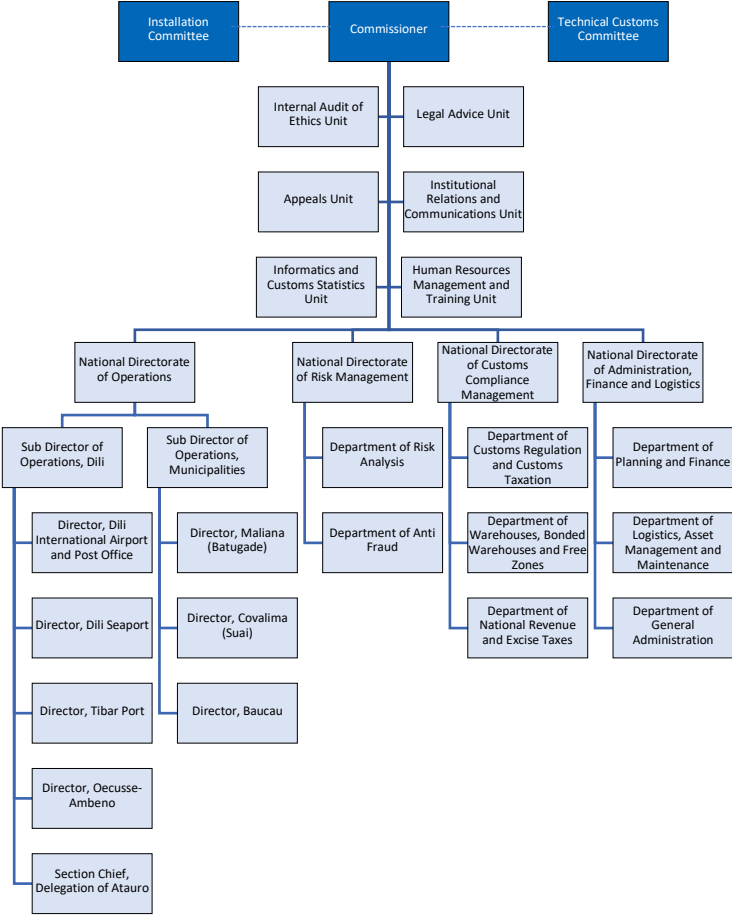 Installation
Committee
Commissioner
Technical Customs
Committee
Internal Audit of
Ethics Unit
Legal Advice Unit
Appeals Unit
Institutional
Relations and
Communications Unit
Informatics and
Customs Statistics
Unit
Human Resources
Management and
Training Unit
National Directorate
of Operations
National Directorate
of Risk Management
National Directorate
of Customs
Compliance
Management
National Directorate
of Administration,
Finance and Logistics
Sub Director of
Operations, Dili
Sub Director of
Operations,
Municipalities
Department of Risk
Analysis
Department of
Customs Regulation
and Customs
Taxation
Department of
Planning and Finance
Director, Dili
International Airport
and Post Office
Director, Maliana
(Batugade)
Department of Anti
Fraud
Department of
Warehouses, Bonded
Warehouses and Free
Zones
Department of
Logistics, Asset
Management and
Maintenance
Director, Dili Seaport
Director, Covalima
(Suai)
Department of
National Revenue
and Excise Taxes
Department of
General
Administration
Director, Tibar Port
Director, Baucau
Director, Oecusse-
Ambeno
Section Chief,
Delegation of Atauro